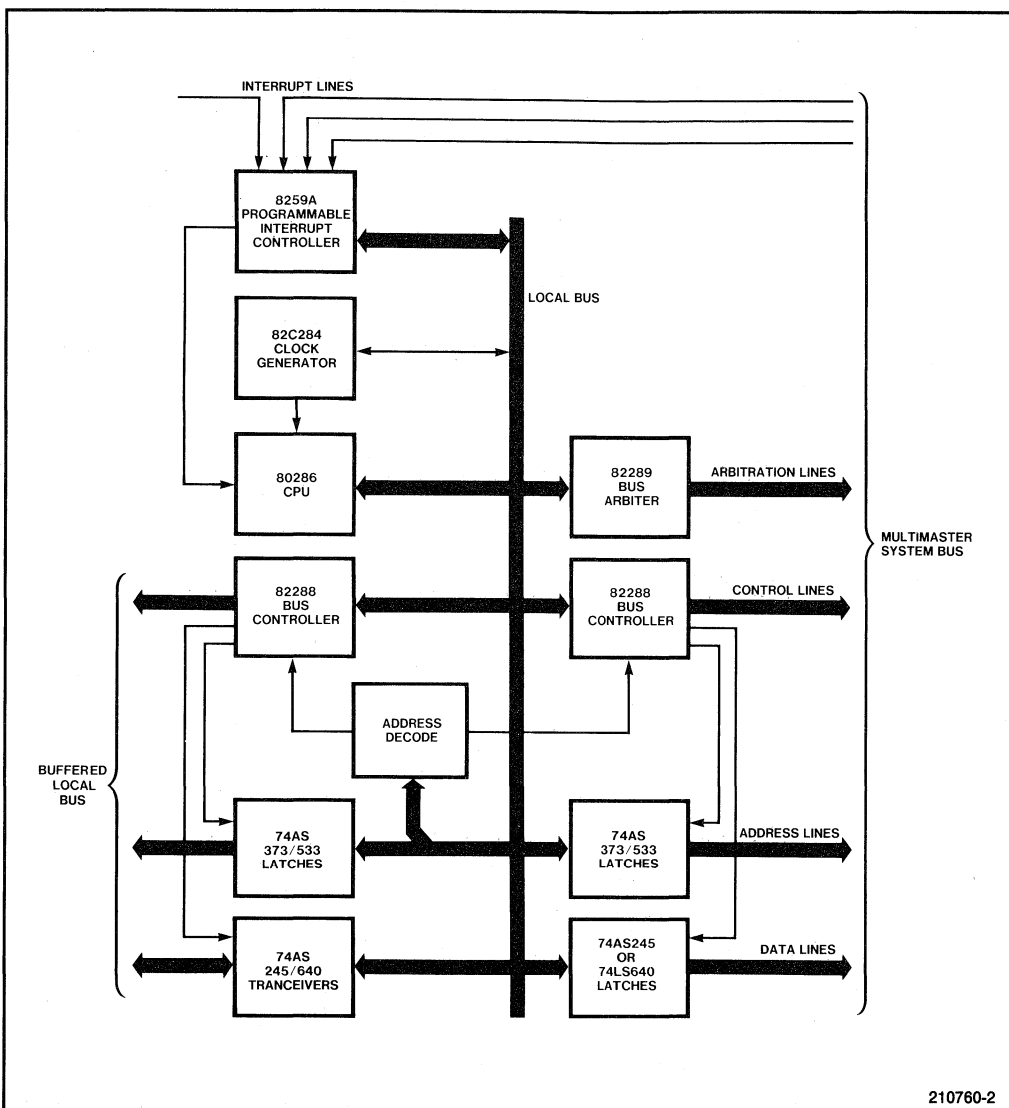 INTERRUPT LINES
8259A
PROGRAMMABLE
INTERRUPT
CONTROLLER
LOCAL BUS
82C284
CLOCK
GENERATOR
80286
CPU
82289
BUS
ARBITER
ARBITRATION LINES
MULTIMASTER
SYSTEM BUS
82288
BUS
CONTROLLER
82288
BUS
CONTROLLER
CONTROL LINES
ADDRESS
DECODE
BUFFERED
LOCAL
BUS
74AS
373/533
LATCHES
74AS
373/533
LATCHES
ADDRESS LINES
74AS
245/640
TRANCEIVERS
74AS245
OR
74LS640
LATCHES
DATA LINES
210760-2